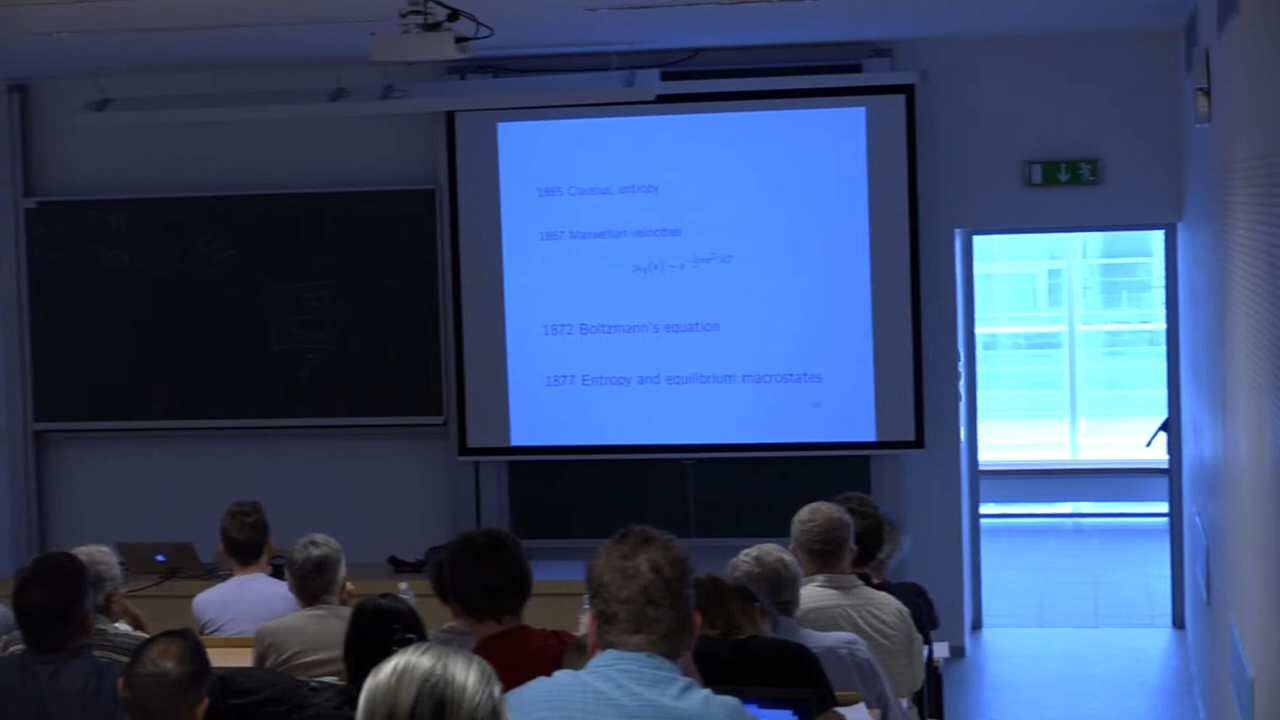 1865 Clausius, entropy
1867 Maxwellian velocities
1872 Boltzmann's equation
1877 Entropy and equilibrium macrostates